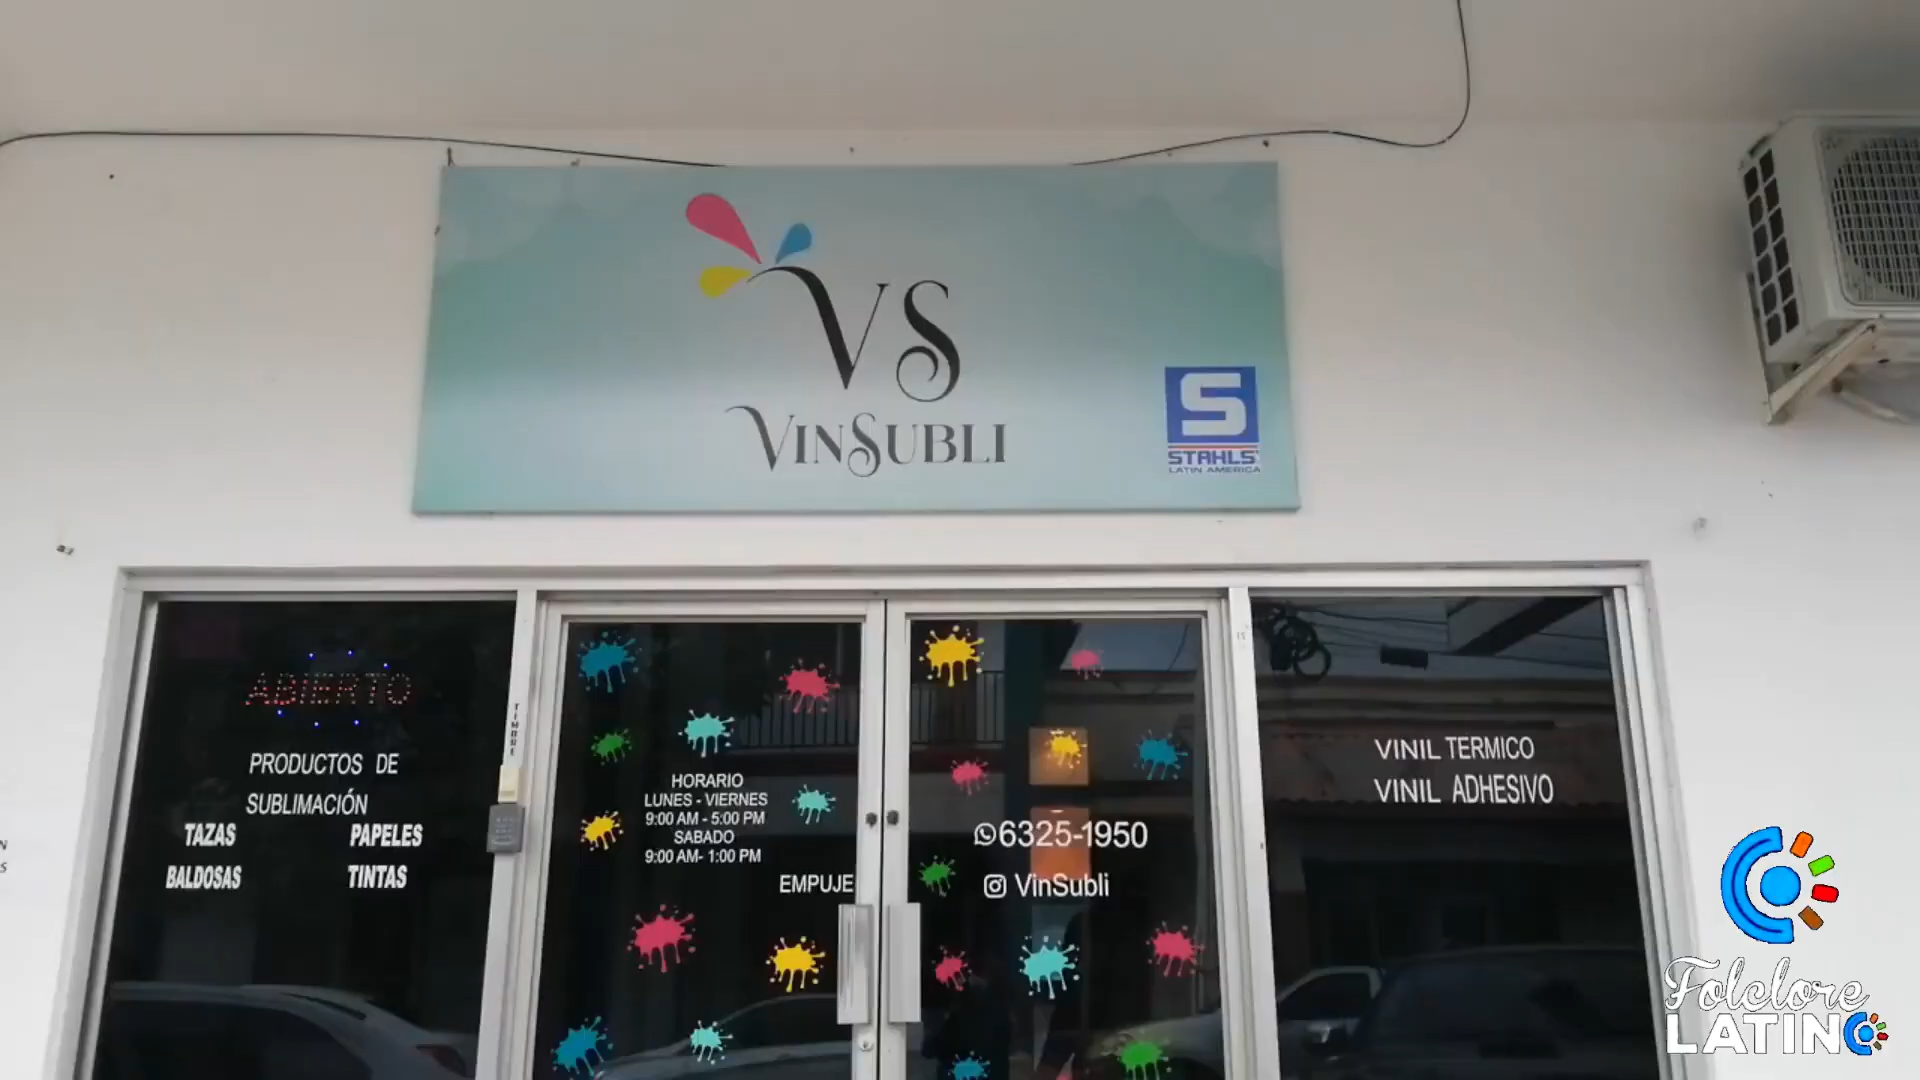 VS
VINSUBLI
S
STAHLS'
LATIN AMERICA
ABIERTO
PRODUCTOS DE
SUBLIMACIÓN
TAZAS PAPELES
BALDOSAS TINTAS
TIMBRE
HORARIO
LUNES - VIERNES
9:00 AM - 5:00 PM
SABADO
9:00 AM- 1:00 PM
EMPUJE
6325-1950
VinSubli
VINIL TERMICO
VINIL ADHESIVO
Folclore
LATINO